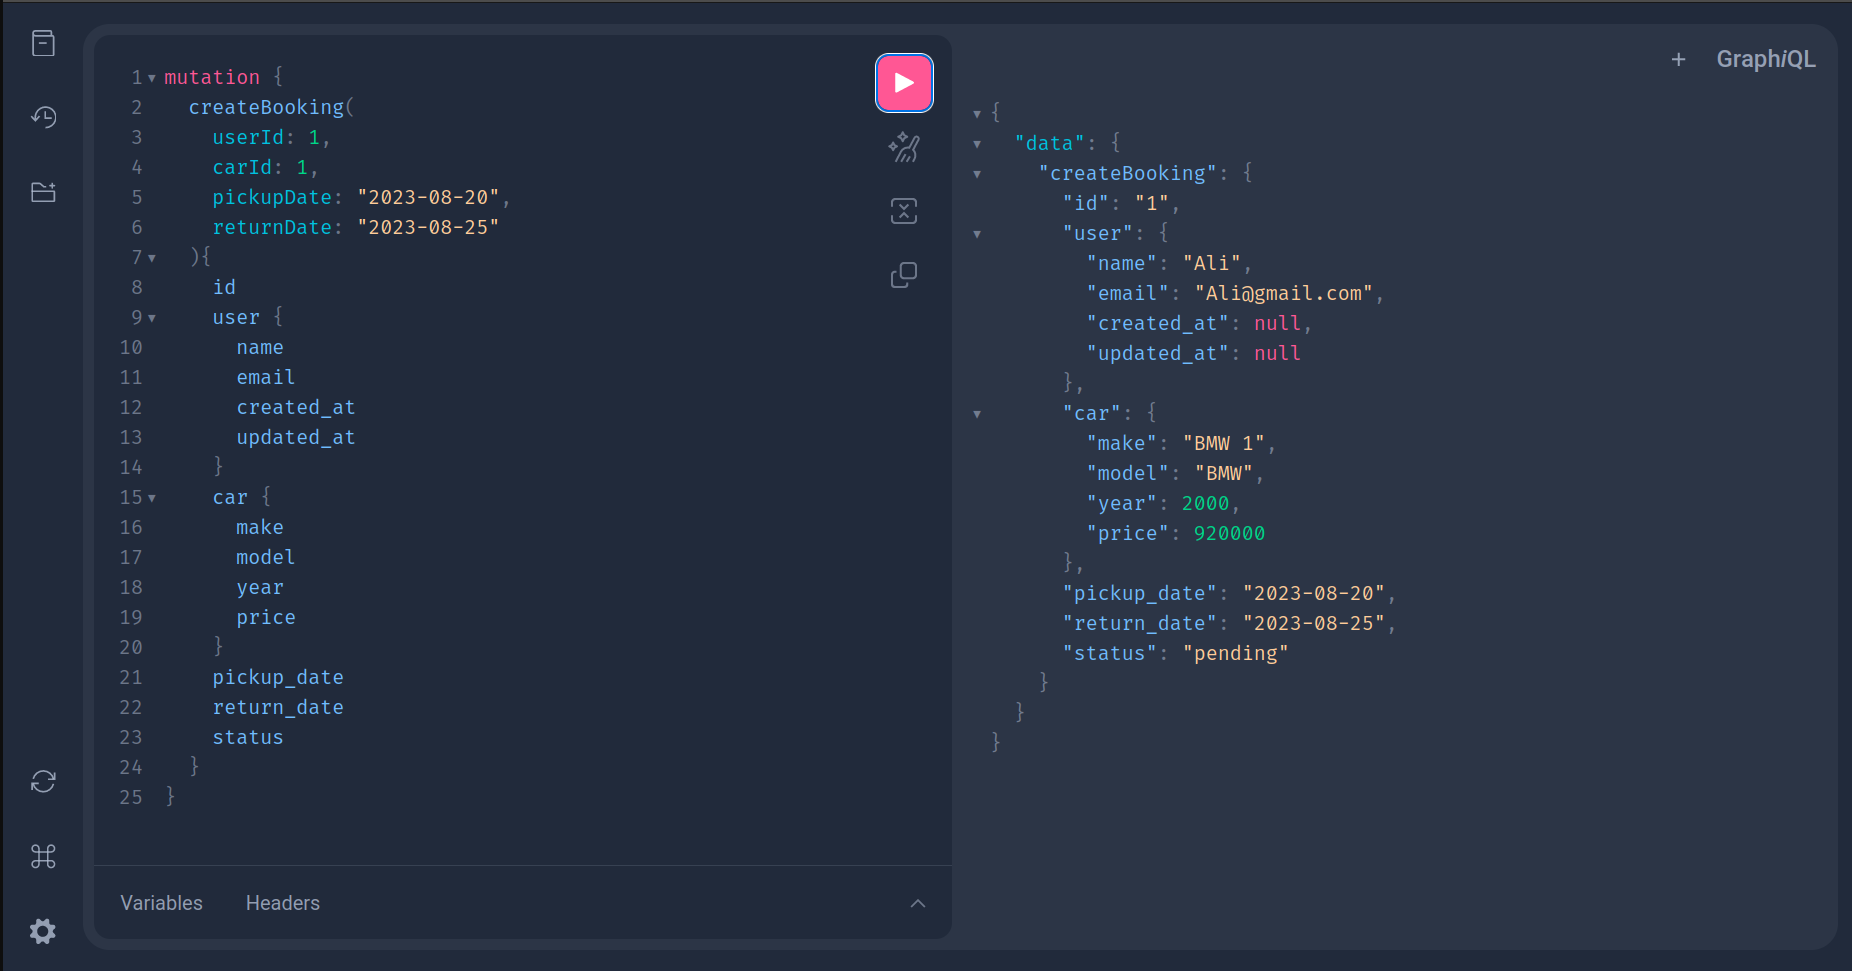 1 mutation {
2 createBooking(
3 userId: 1,
4 carId: 1,
5 pickupDate: "2023-08-20",
6 returnDate: "2023-08-25"
7 ){
8 id
9 user {
10 name
11 email
12 created_at
13 updated_at
14 }
15 car {
16 make
17 model
18 year
19 price
20 }
21 pickup_date
22 return_date
23 status
24 }
25 }
Variables Headers
+ GraphiQL
{
"data": {
"createBooking": {
"id": "1",
"user": {
"name": "Ali",
"email": "Ali@gmail.com",
"created_at": null,
"updated_at": null
},
"car": {
"make": "BMW 1",
"model": "BMW",
"year": 2000,
"price": 920000
},
"pickup_date": "2023-08-20",
"return_date": "2023-08-25",
"status": "pending"
}
}
}